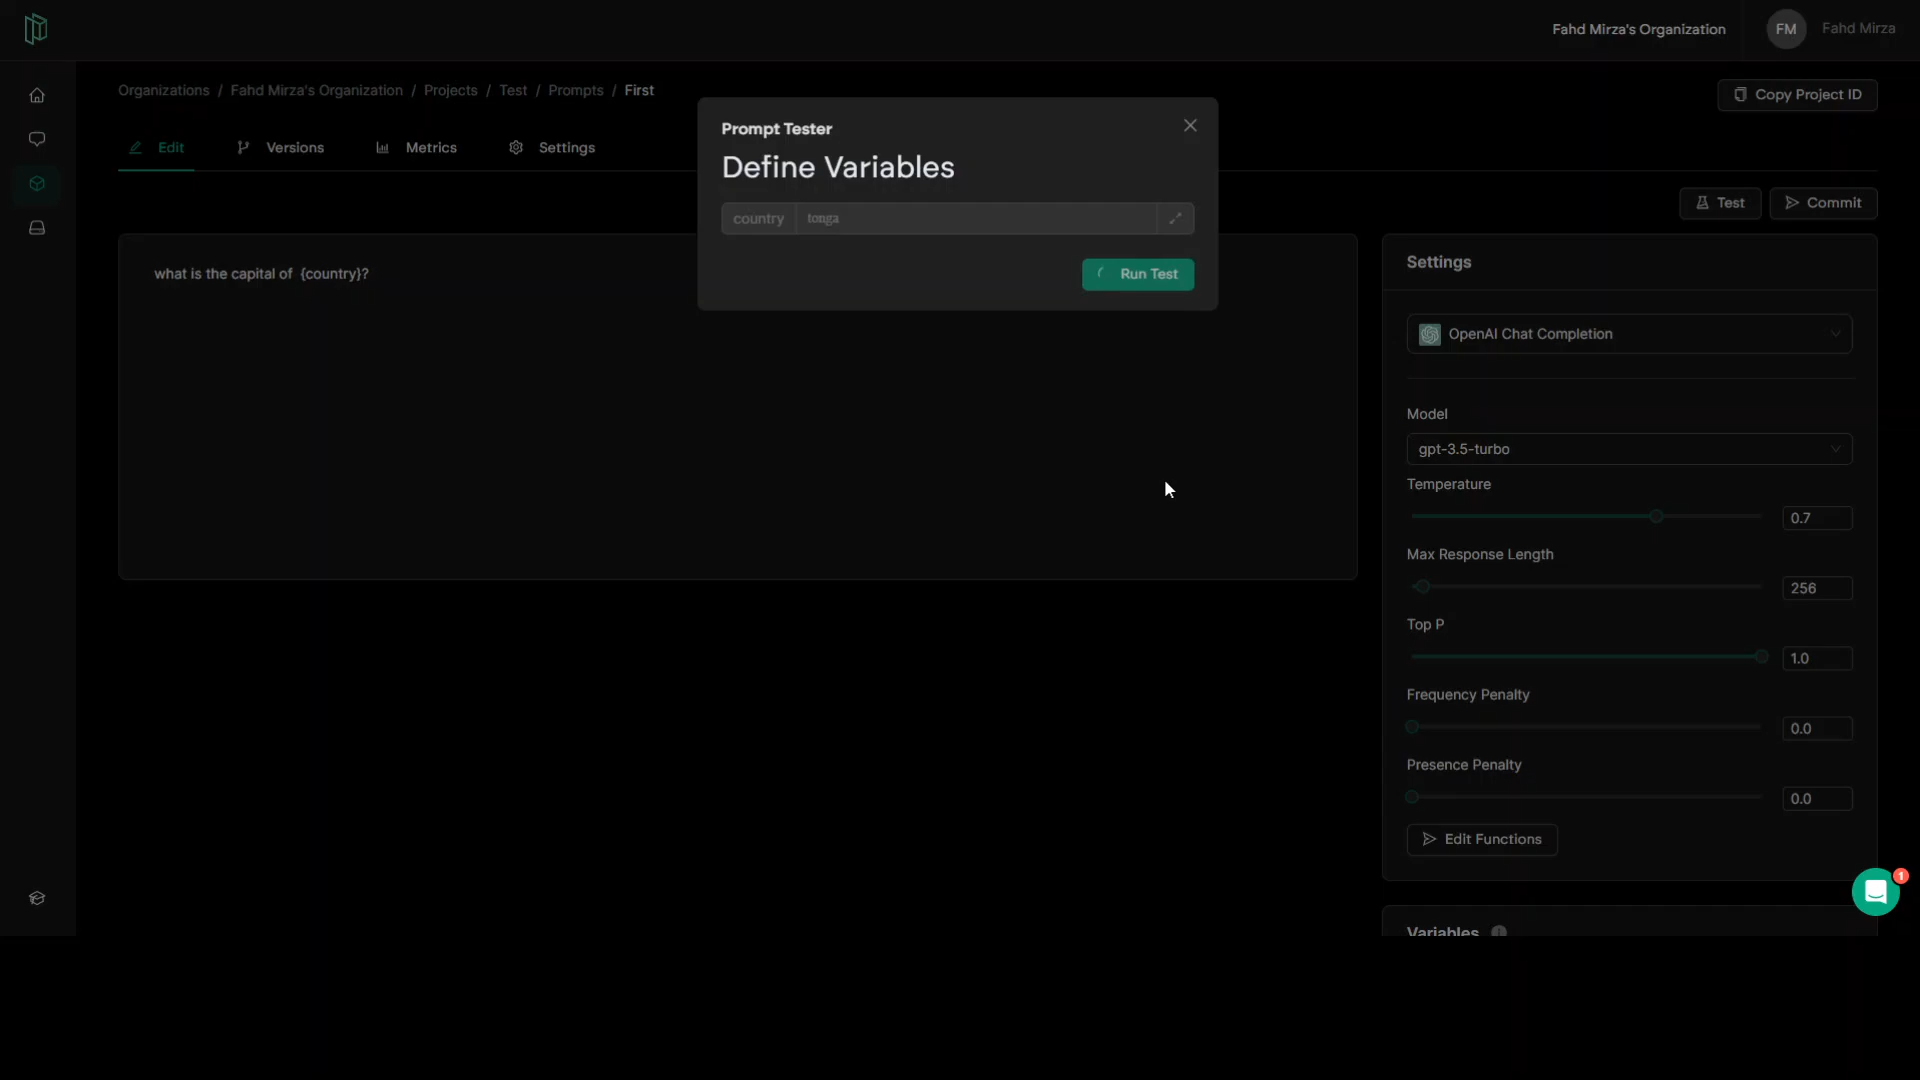 Fahd Mirza's Organization
FM
Fahd Mirza
Organizations / Fahd Mirza's Organization / Projects / Test / Prompts / First
Copy Project ID
Edit
Versions
Metrics
Settings
Prompt Tester
Define Variables
country
tonga
Run Test
Test
Commit
what is the capital of {country}?
Settings
OpenAI Chat Completion
Model
gpt-3.5-turbo
Temperature
0.7
Max Response Length
256
Top P
1.0
Frequency Penalty
0.0
Presence Penalty
0.0
Edit Functions
1
Variables